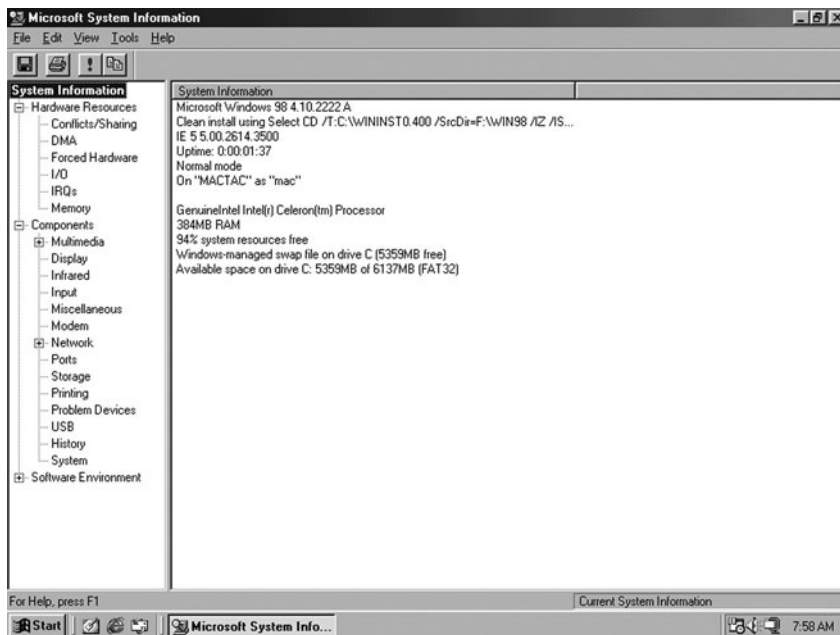 Microsoft System Information
File Edit View Tools Help
System Information
Hardware Resources
Conflicts/Sharing
DMA
Forced Hardware
I/O
IRQs
Memory
Components
Multimedia
Display
Infrared
Input
Miscellaneous
Modem
Network
Ports
Storage
Printing
Problem Devices
USB
History
System
Software Environment
System Information
Microsoft Windows 98 4.10.2222 A
Clean install using Select CD /T:C:\WININST0.400 /SrcDir=F:\WIN98 /IZ /IS...
IE 5 5.00.2614.3500
Uptime: 0:00:01:37
Normal mode
On "MACTAC" as "mac"
GenuineIntel Intel(r) Celeron(tm) Processor
384MB RAM
94% system resources free
Windows-managed swap file on drive C (5359MB free)
Available space on drive C: 5359MB of 6137MB (FAT32)
For Help, press F1
Current System Information
Start
Microsoft System Info...
7:58 AM